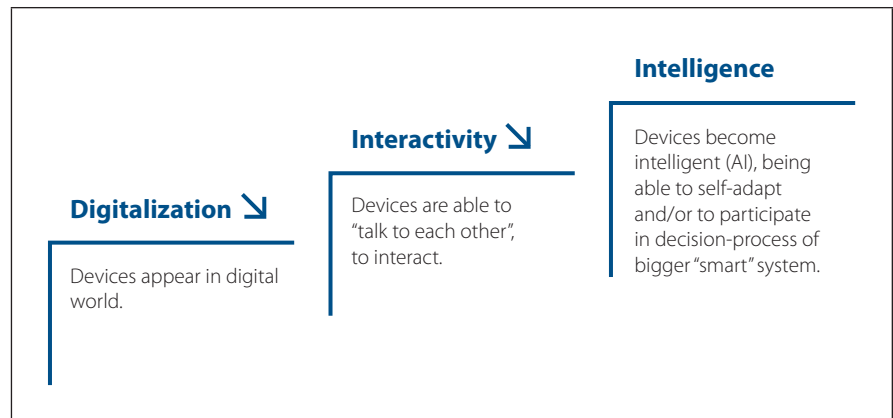 Digitalization
Devices appear in digital
world.
Interactivity
Devices are able to
“talk to each other”,
to interact.
Intelligence
Devices become
intelligent (AI), being
able to self-adapt
and/or to participate
in decision-process of
bigger “smart” system.